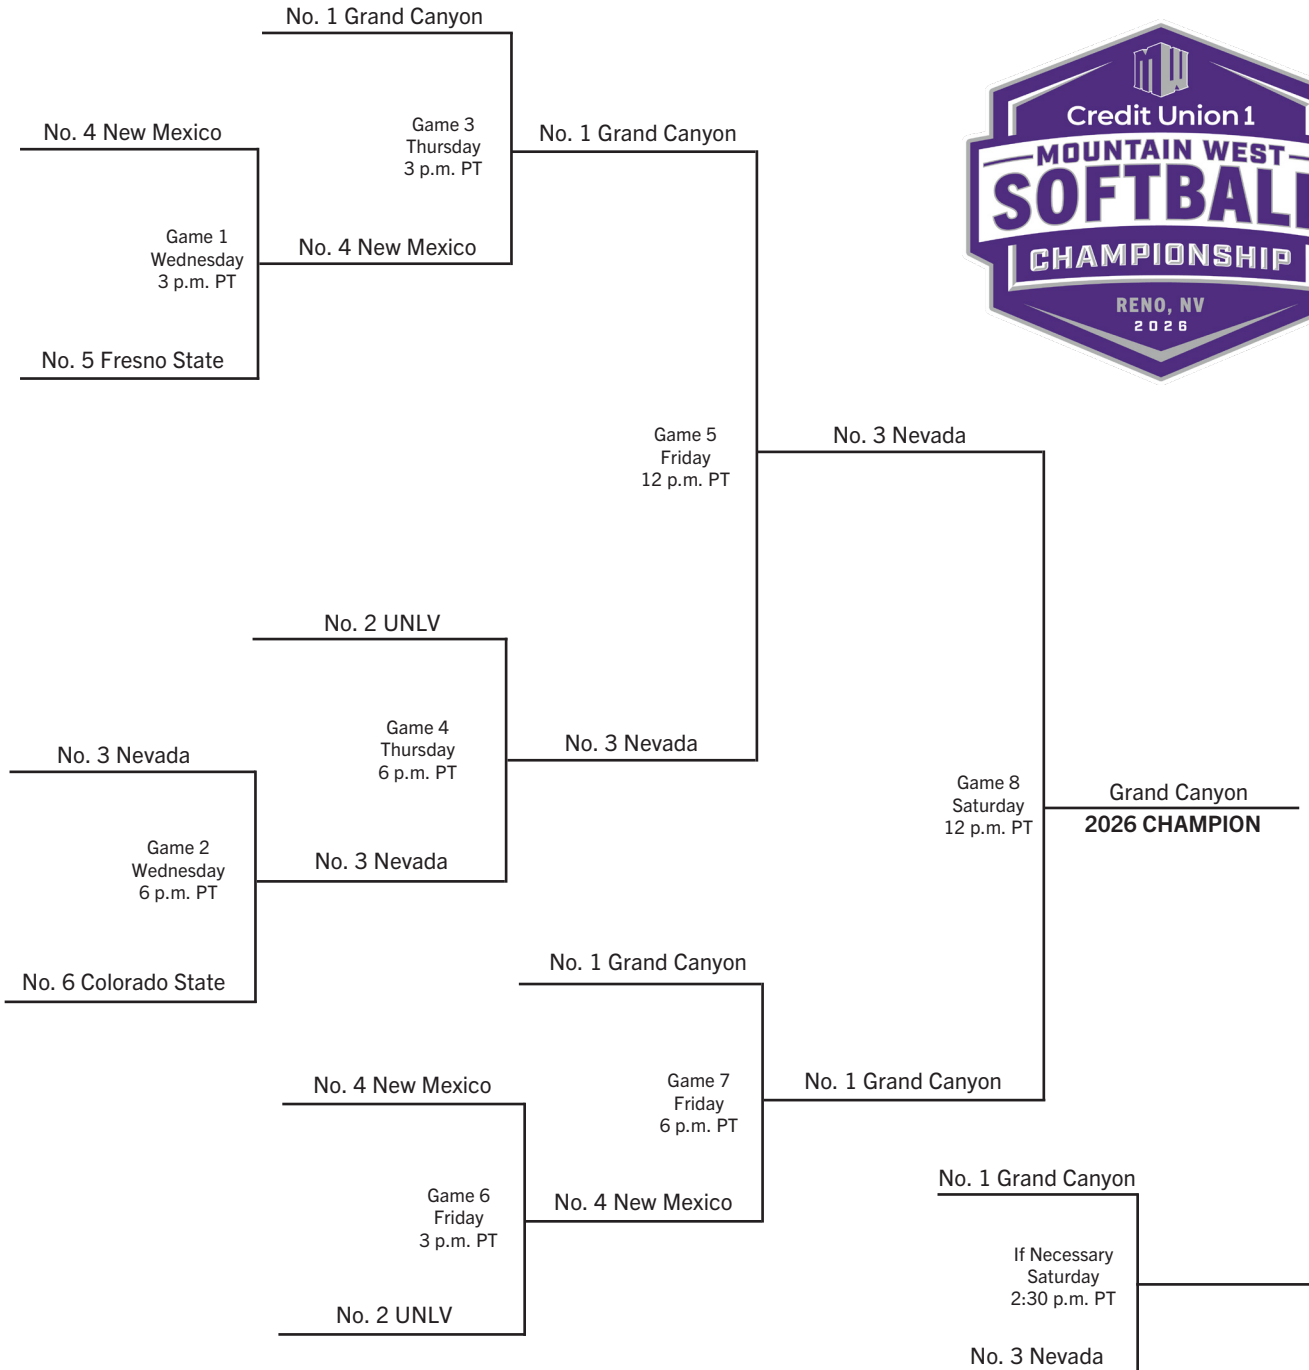 No. 1 Grand Canyon
No. 4 New Mexico
Game 3
Thursday
3 p.m. PT
No. 1 Grand Canyon
Game 1
Wednesday
3 p.m. PT
No. 4 New Mexico
No. 5 Fresno State
MW
Credit Union 1
MOUNTAIN WEST
SOFTBALL
CHAMPIONSHIP
RENO, NV
2026
Game 5
Friday
12 p.m. PT
No. 3 Nevada
No. 2 UNLV
Game 4
Thursday
6 p.m. PT
No. 3 Nevada
No. 3 Nevada
Game 2
Wednesday
6 p.m. PT
No. 3 Nevada
No. 6 Colorado State
Game 8
Saturday
12 p.m. PT
Grand Canyon
2026 CHAMPION
No. 1 Grand Canyon
No. 4 New Mexico
Game 7
Friday
6 p.m. PT
No. 1 Grand Canyon
Game 6
Friday
3 p.m. PT
No. 4 New Mexico
No. 2 UNLV
No. 1 Grand Canyon
If Necessary
Saturday
2:30 p.m. PT
No. 3 Nevada